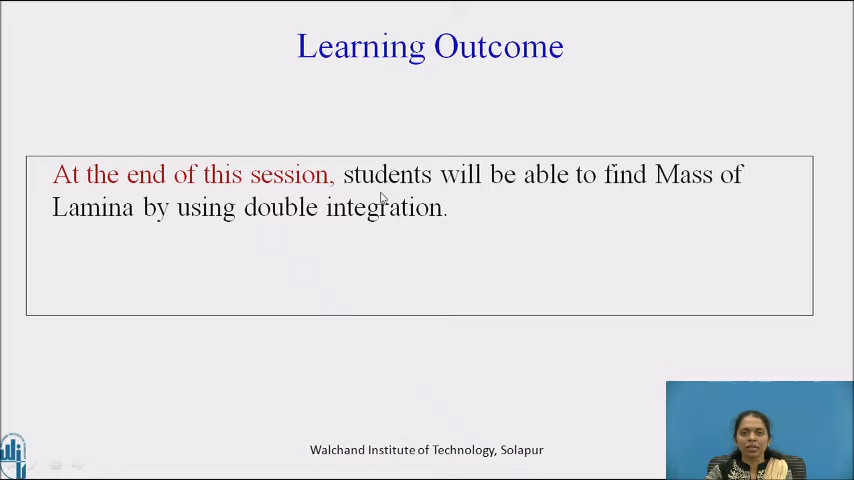 Learning Outcome
At the end of this session, students will be able to find Mass of
Lamina by using double integration.
Walchand Institute of Technology, Solapur